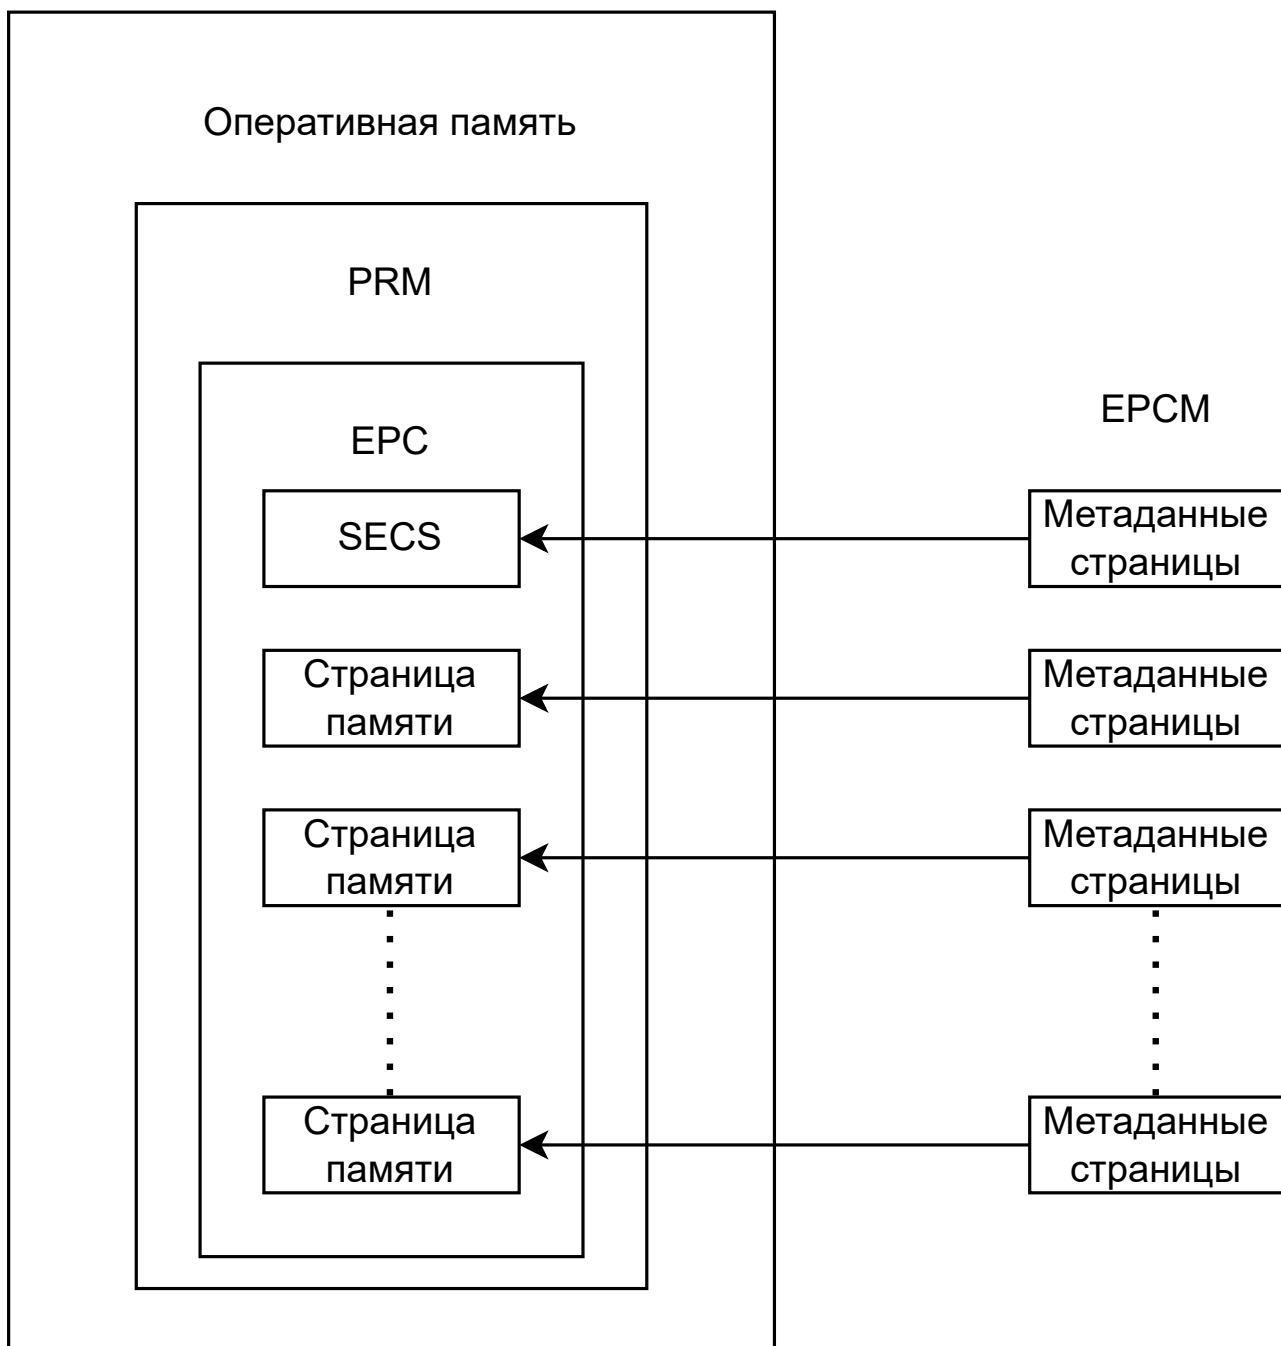 Оперативная память
PRM
EPCM
EPC
SECS
Метаданные
страницы
Страница
памяти
Метаданные
страницы
Страница
памяти
Метаданные
страницы
Страница
памяти
Метаданные
страницы